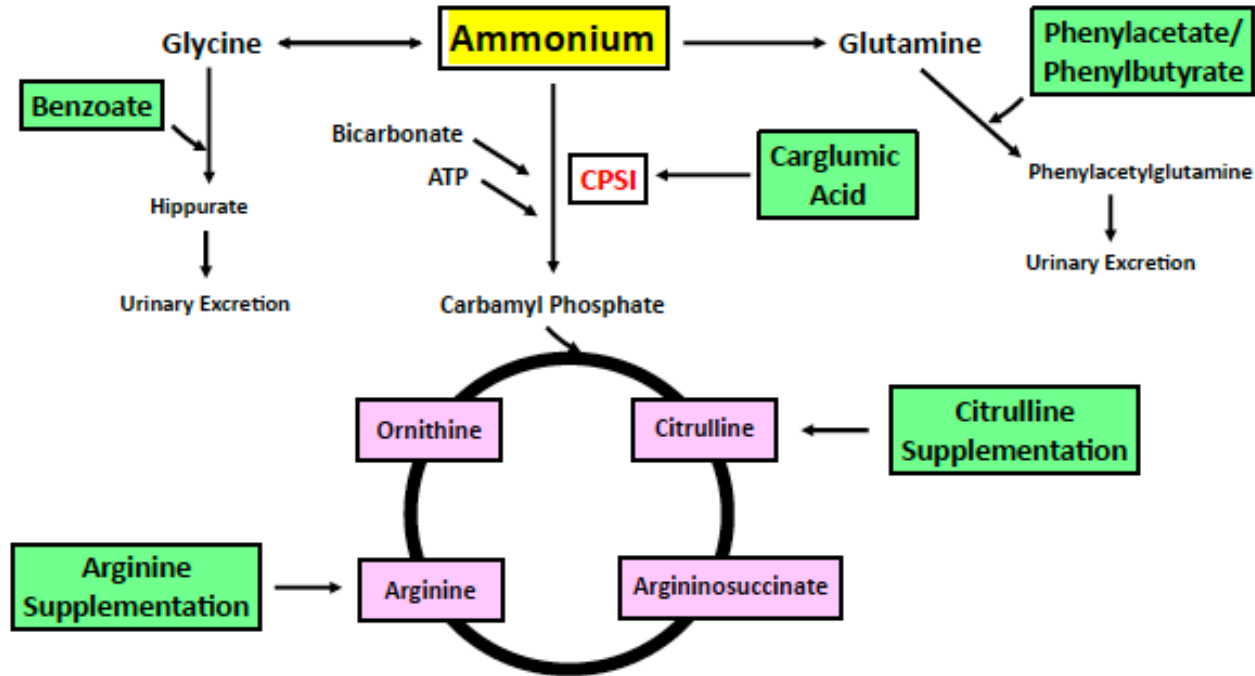 Glycine
Ammonium
Glutamine
Phenylacetate/
Phenylbutyrate
Benzoate
Bicarbonate
ATP
CPSI
Carglumic
Acid
Phenylacetylglutamine
Hippurate
Urinary Excretion
Urinary Excretion
Carbamyl Phosphate
Ornithine
Citrulline
Citrulline
Supplementation
Arginine
Supplementation
Arginine
Argininosuccinate